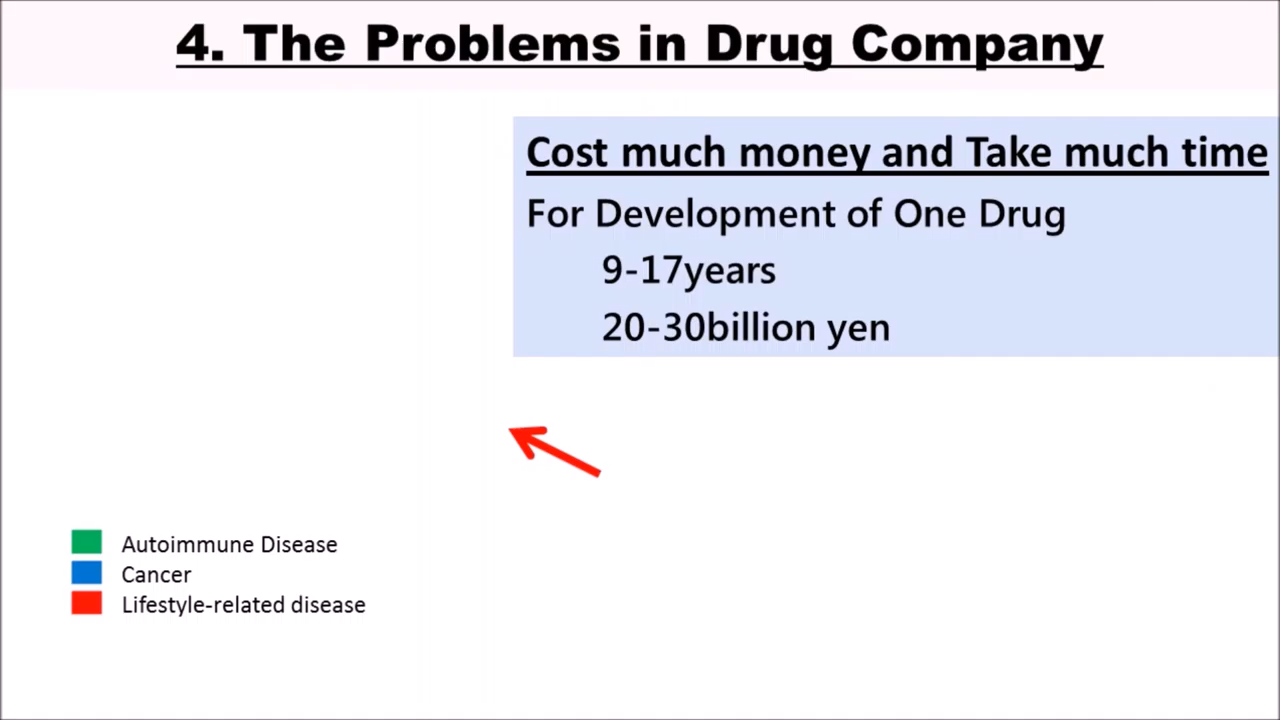 4. The Problems in Drug Company
Cost much money and Take much time
For Development of One Drug
9-17years
20-30billion yen
Autoimmune Disease
Cancer
Lifestyle-related disease